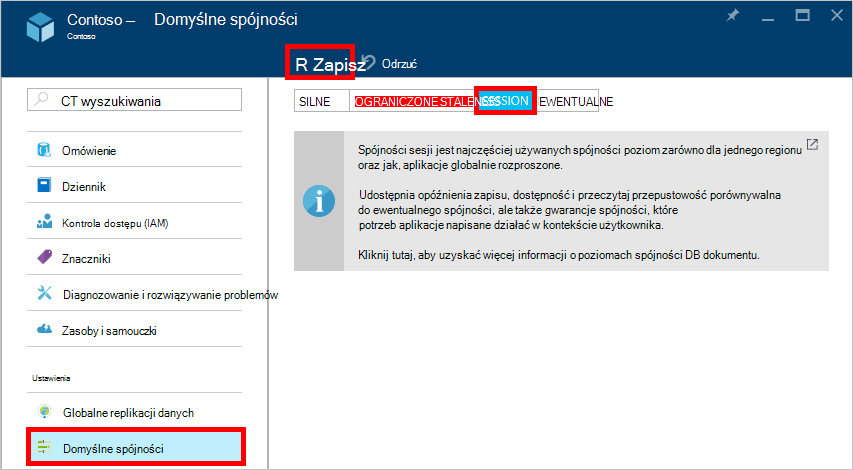 Contoso – Domyślne spójności
Contoso
R Zapisz Odrzuć
CT wyszukiwania
SILNE OGRANICZONE STALENESS SESSION EWENTUALNE
Omówienie
Dziennik
Kontrola dostępu (IAM)
Znaczniki
Diagnozowanie i rozwiązywanie problemów
Zasoby i samouczki
Ustawienia
Globalne replikacji danych
Domyślne spójności
Spójności sesji jest najczęściej używanych spójności poziom zarówno dla jednego regionu
oraz jak, aplikacje globalnie rozproszone.
Udostępnia opóźnienia zapisu, dostępność i przeczytaj przepustowość porównywalna
do ewentualnego spójności, ale także gwarancje spójności, które
potrzeb aplikacje napisane działać w kontekście użytkownika.
Kliknij tutaj, aby uzyskać więcej informacji o poziomach spójności DB dokumentu.